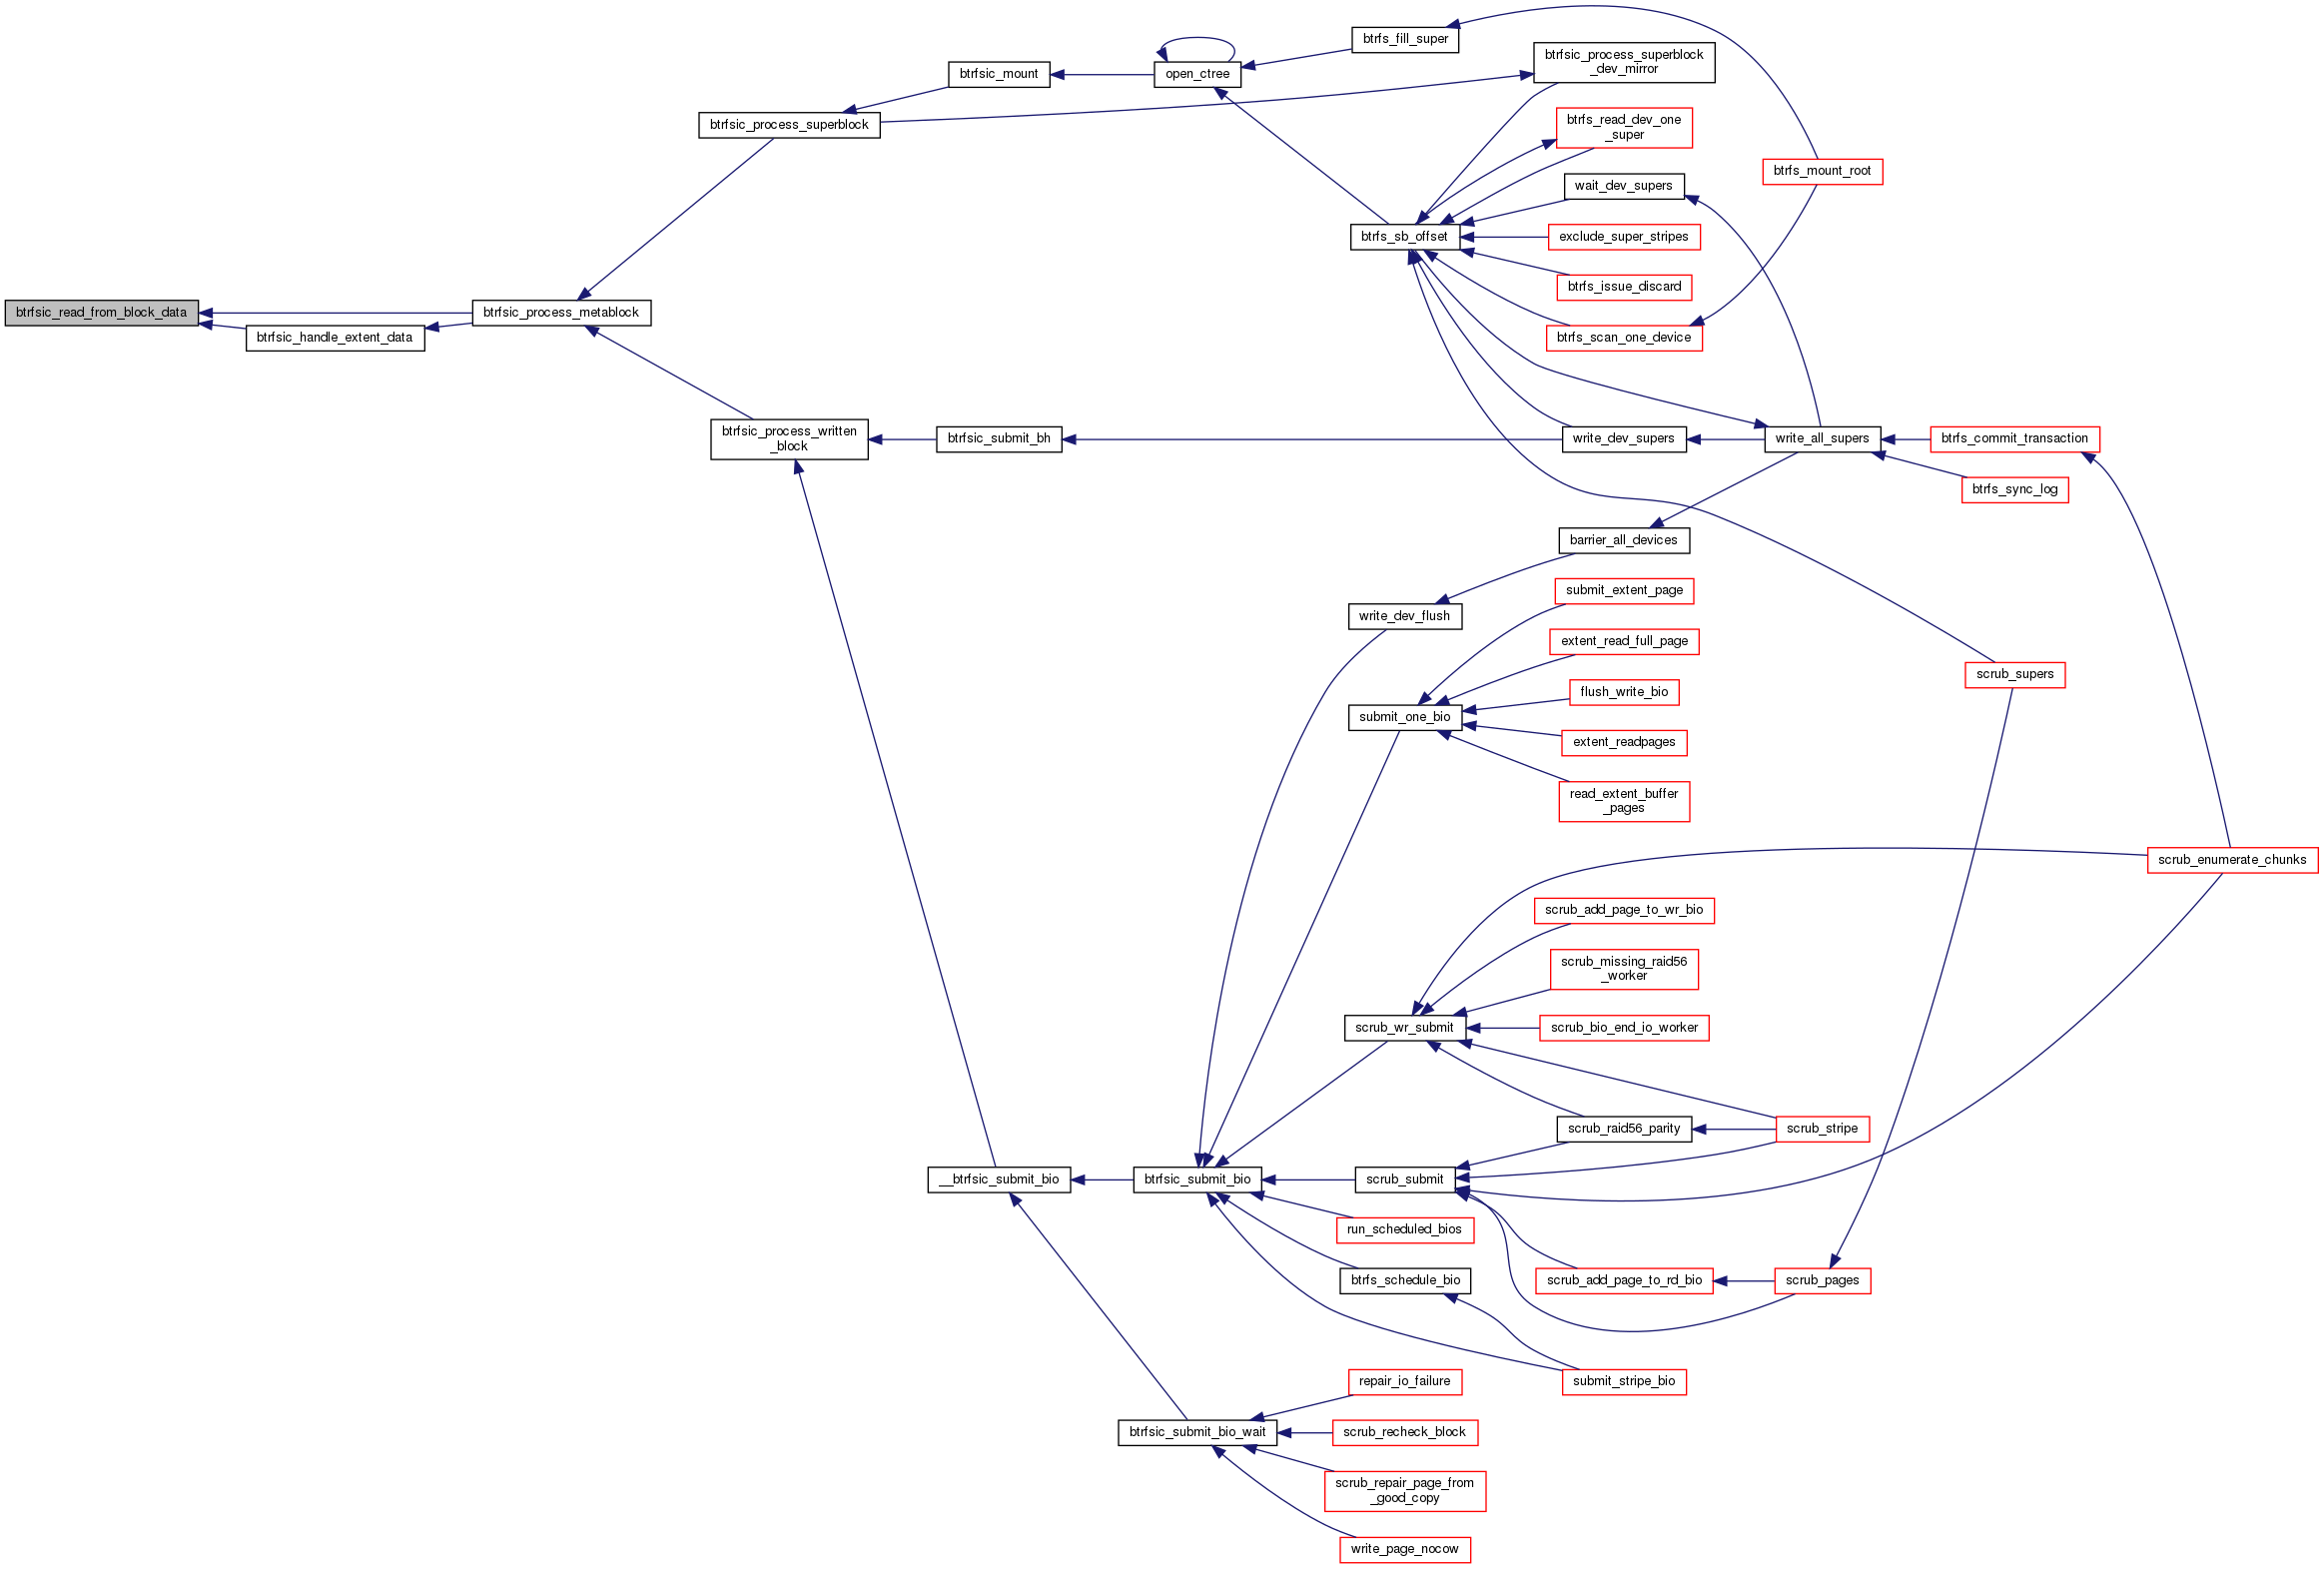 btrfs_fill_super
btrfsic_process_superblock
_dev_mirror
btrfsic_mount
open_ctree
btrfsic_process_superblock
btrfs_read_dev_one
_super
btrfs_mount_root
wait_dev_supers
btrfs_sb_offset
exclude_super_stripes
btrfs_issue_discard
btrfsic_read_from_block_data
btrfsic_process_metablock
btrfsic_handle_extent_data
btrfs_scan_one_device
btrfsic_process_written
_block
btrfsic_submit_bh
write_dev_supers
write_all_supers
btrfs_commit_transaction
btrfs_sync_log
barrier_all_devices
submit_extent_page
write_dev_flush
extent_read_full_page
scrub_supers
flush_write_bio
submit_one_bio
extent_readpages
read_extent_buffer
_pages
scrub_enumerate_chunks
scrub_add_page_to_wr_bio
scrub_missing_raid56
_worker
scrub_wr_submit
scrub_bio_end_io_worker
scrub_raid56_parity
scrub_stripe
__btrfsic_submit_bio
btrfsic_submit_bio
scrub_submit
run_scheduled_bios
btrfs_schedule_bio
scrub_add_page_to_rd_bio
scrub_pages
repair_io_failure
submit_stripe_bio
btrfsic_submit_bio_wait
scrub_recheck_block
scrub_repair_page_from
_good_copy
write_page_nocow